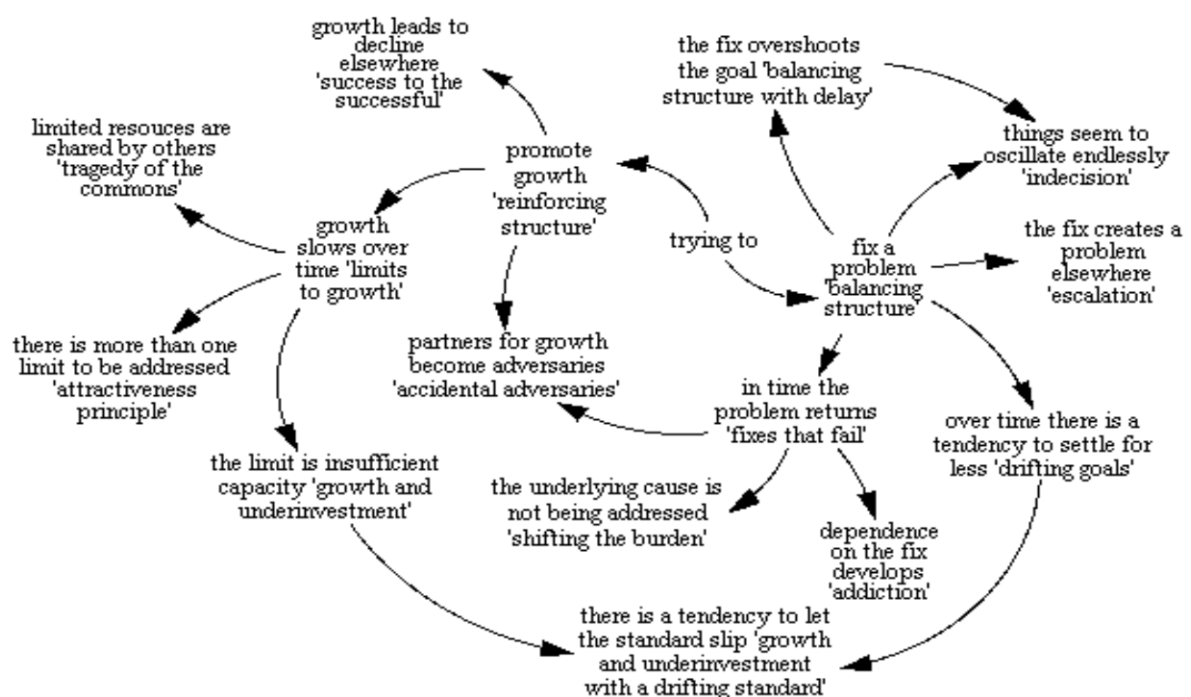 growth leads to
decline
elsewhere
'success to the
successful'
the fix overshoots
the goal 'balancing
structure with delay'
limited resouces are
shared by others
'tragedy of the
commons'
things seem to
oscillate endlessly
'indecision'
promote
growth
'reinforcing
structure'
growth
slows over
time 'limits
to growth'
trying to
fix a
problem
'balancing
structure'
the fix creates a
problem
elsewhere
'escalation'
there is more than one
limit to be addressed
'attractiveness
principle'
partners for growth
become adversaries
'accidental adversaries'
in time the
problem returns
'fixes that fail'
over time there is a
tendency to settle for
less 'drifting goals'
the limit is insufficient
capacity 'growth and
underinvestment'
the underlying cause is
not being addressed
'shifting the burden'
dependence
on the fix
develops
'addiction'
there is a tendency to let
the standard slip 'growth
and underinvestment
with a drifting standard'